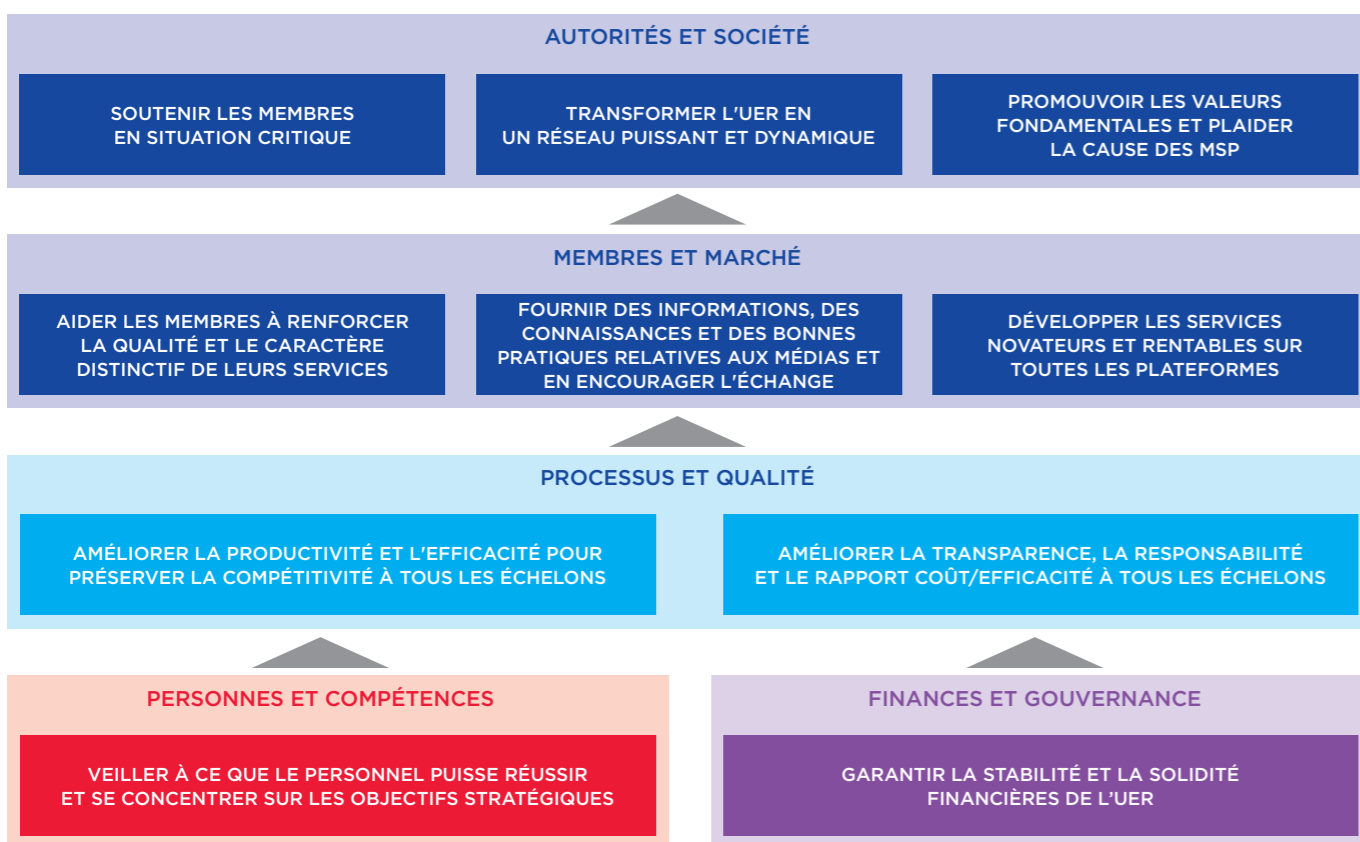 AUTORITÉS ET SOCIÉTÉ
SOUTENIR LES MEMBRES
EN SITUATION CRITIQUE
TRANSFORMER L'UER EN
UN RÉSEAU PUISSANT ET DYNAMIQUE
PROMOUVOIR LES VALEURS
FONDAMENTALES ET PLAIDER
LA CAUSE DES MSP
MEMBRES ET MARCHÉ
AIDER LES MEMBRES À RENFORCER
LA QUALITÉ ET LE CARACTÈRE
DISTINCTIF DE LEURS SERVICES
FOURNIR DES INFORMATIONS, DES
CONNAISSANCES ET DES BONNES
PRATIQUES RELATIVES AUX MÉDIAS ET
EN ENCOURAGER L'ÉCHANGE
DÉVELOPPER LES SERVICES
NOVATEURS ET RENTABLES SUR
TOUTES LES PLATEFORMES
PROCESSUS ET QUALITÉ
AMÉLIORER LA PRODUCTIVITÉ ET L'EFFICACITÉ POUR
PRÉSERVER LA COMPÉTITIVITÉ À TOUS LES ÉCHELONS
AMÉLIORER LA TRANSPARENCE, LA RESPONSABILITÉ
ET LE RAPPORT COÛT/EFFICACITÉ À TOUS LES ÉCHELONS
PERSONNES ET COMPÉTENCES
VEILLER À CE QUE LE PERSONNEL PUISSE RÉUSSIR
ET SE CONCENTRER SUR LES OBJECTIFS STRATÉGIQUES
FINANCES ET GOUVERNANCE
GARANTIR LA STABILITÉ ET LA SOLIDITÉ
FINANCIÈRES DE L’UER